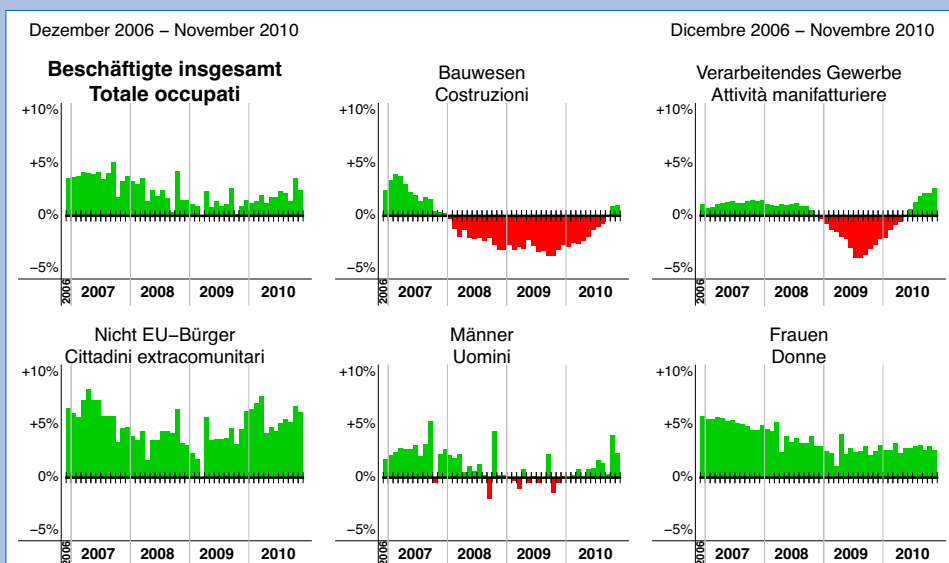 Dezember 2006 – November 2010
Dicembre 2006 – Novembre 2010
Beschäftigte insgesamt
Totale occupati
+10%
+5%
0%
−5%
2006 2007 2008 2009 2010
Bauwesen
Costruzioni
+10%
+5%
0%
−5%
2006 2007 2008 2009 2010
Verarbeitendes Gewerbe
Attività manifatturiere
+10%
+5%
0%
−5%
2006 2007 2008 2009 2010
Nicht EU−Bürger
Cittadini extracomunitari
+10%
+5%
0%
−5%
2006 2007 2008 2009 2010
Männer
Uomini
+10%
+5%
0%
−5%
2006 2007 2008 2009 2010
Frauen
Donne
+10%
+5%
0%
−5%
2006 2007 2008 2009 2010